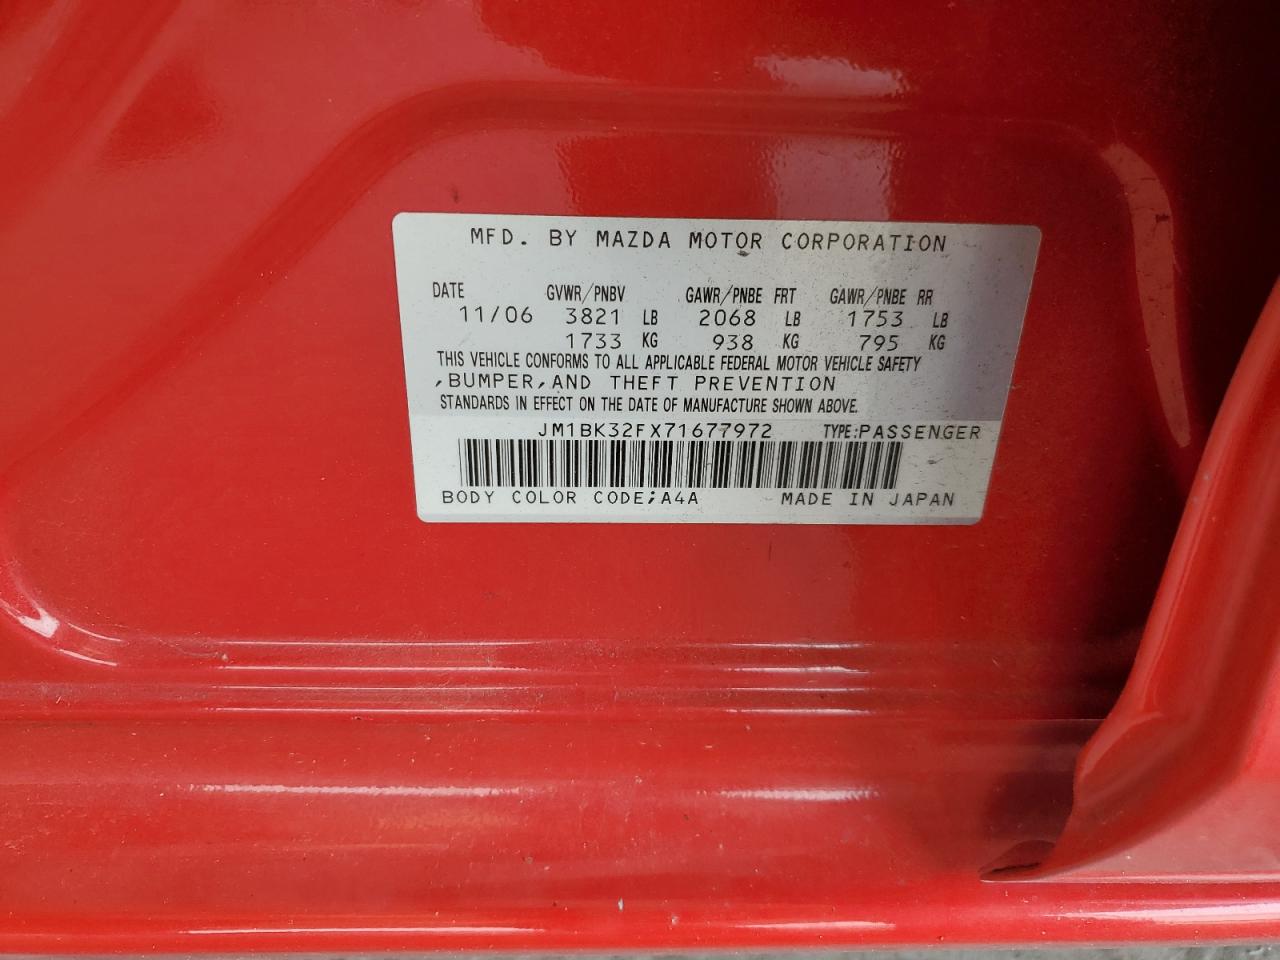 MFD. BY MAZDA MOTOR CORPORATION
DATE GVWR/PNBV GAWR/PNBE FRT GAWR/PNBE RR
11/06 3821 LB 2068 LB 1753 LB
1733 KG 938 KG 795 KG
THIS VEHICLE CONFORMS TO ALL APPLICABLE FEDERAL MOTOR VEHICLE SAFETY
,BUMPER,AND ,THEFT PREVENTION
STANDARDS IN EFFECT ON THE DATE OF MANUFACTURE SHOWN ABOVE.
JM1BK32FX71677972 TYPE:PASSENGER
BODY COLOR CODE;A4A MADE IN JAPAN